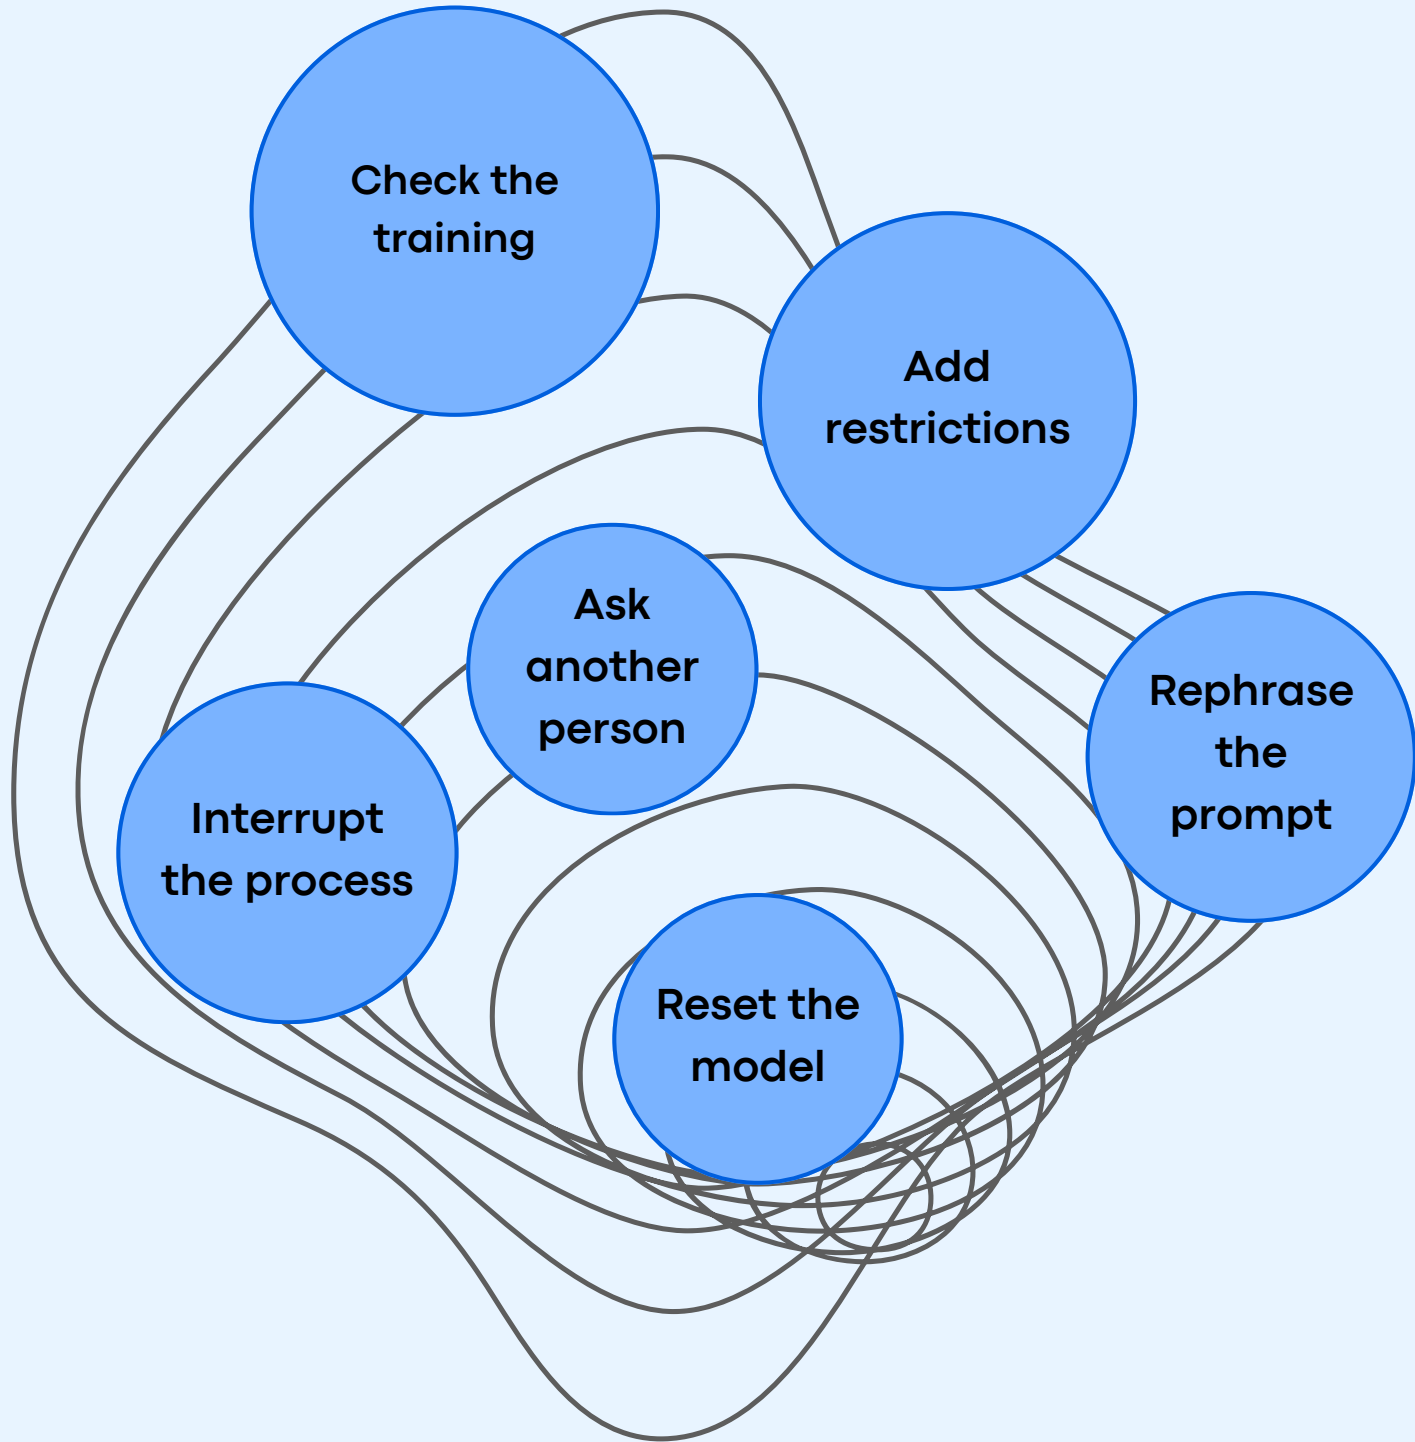 Check the
training
Add
restrictions
Ask
another
person
Rephrase
the
prompt
Interrupt
the process
Reset the
model